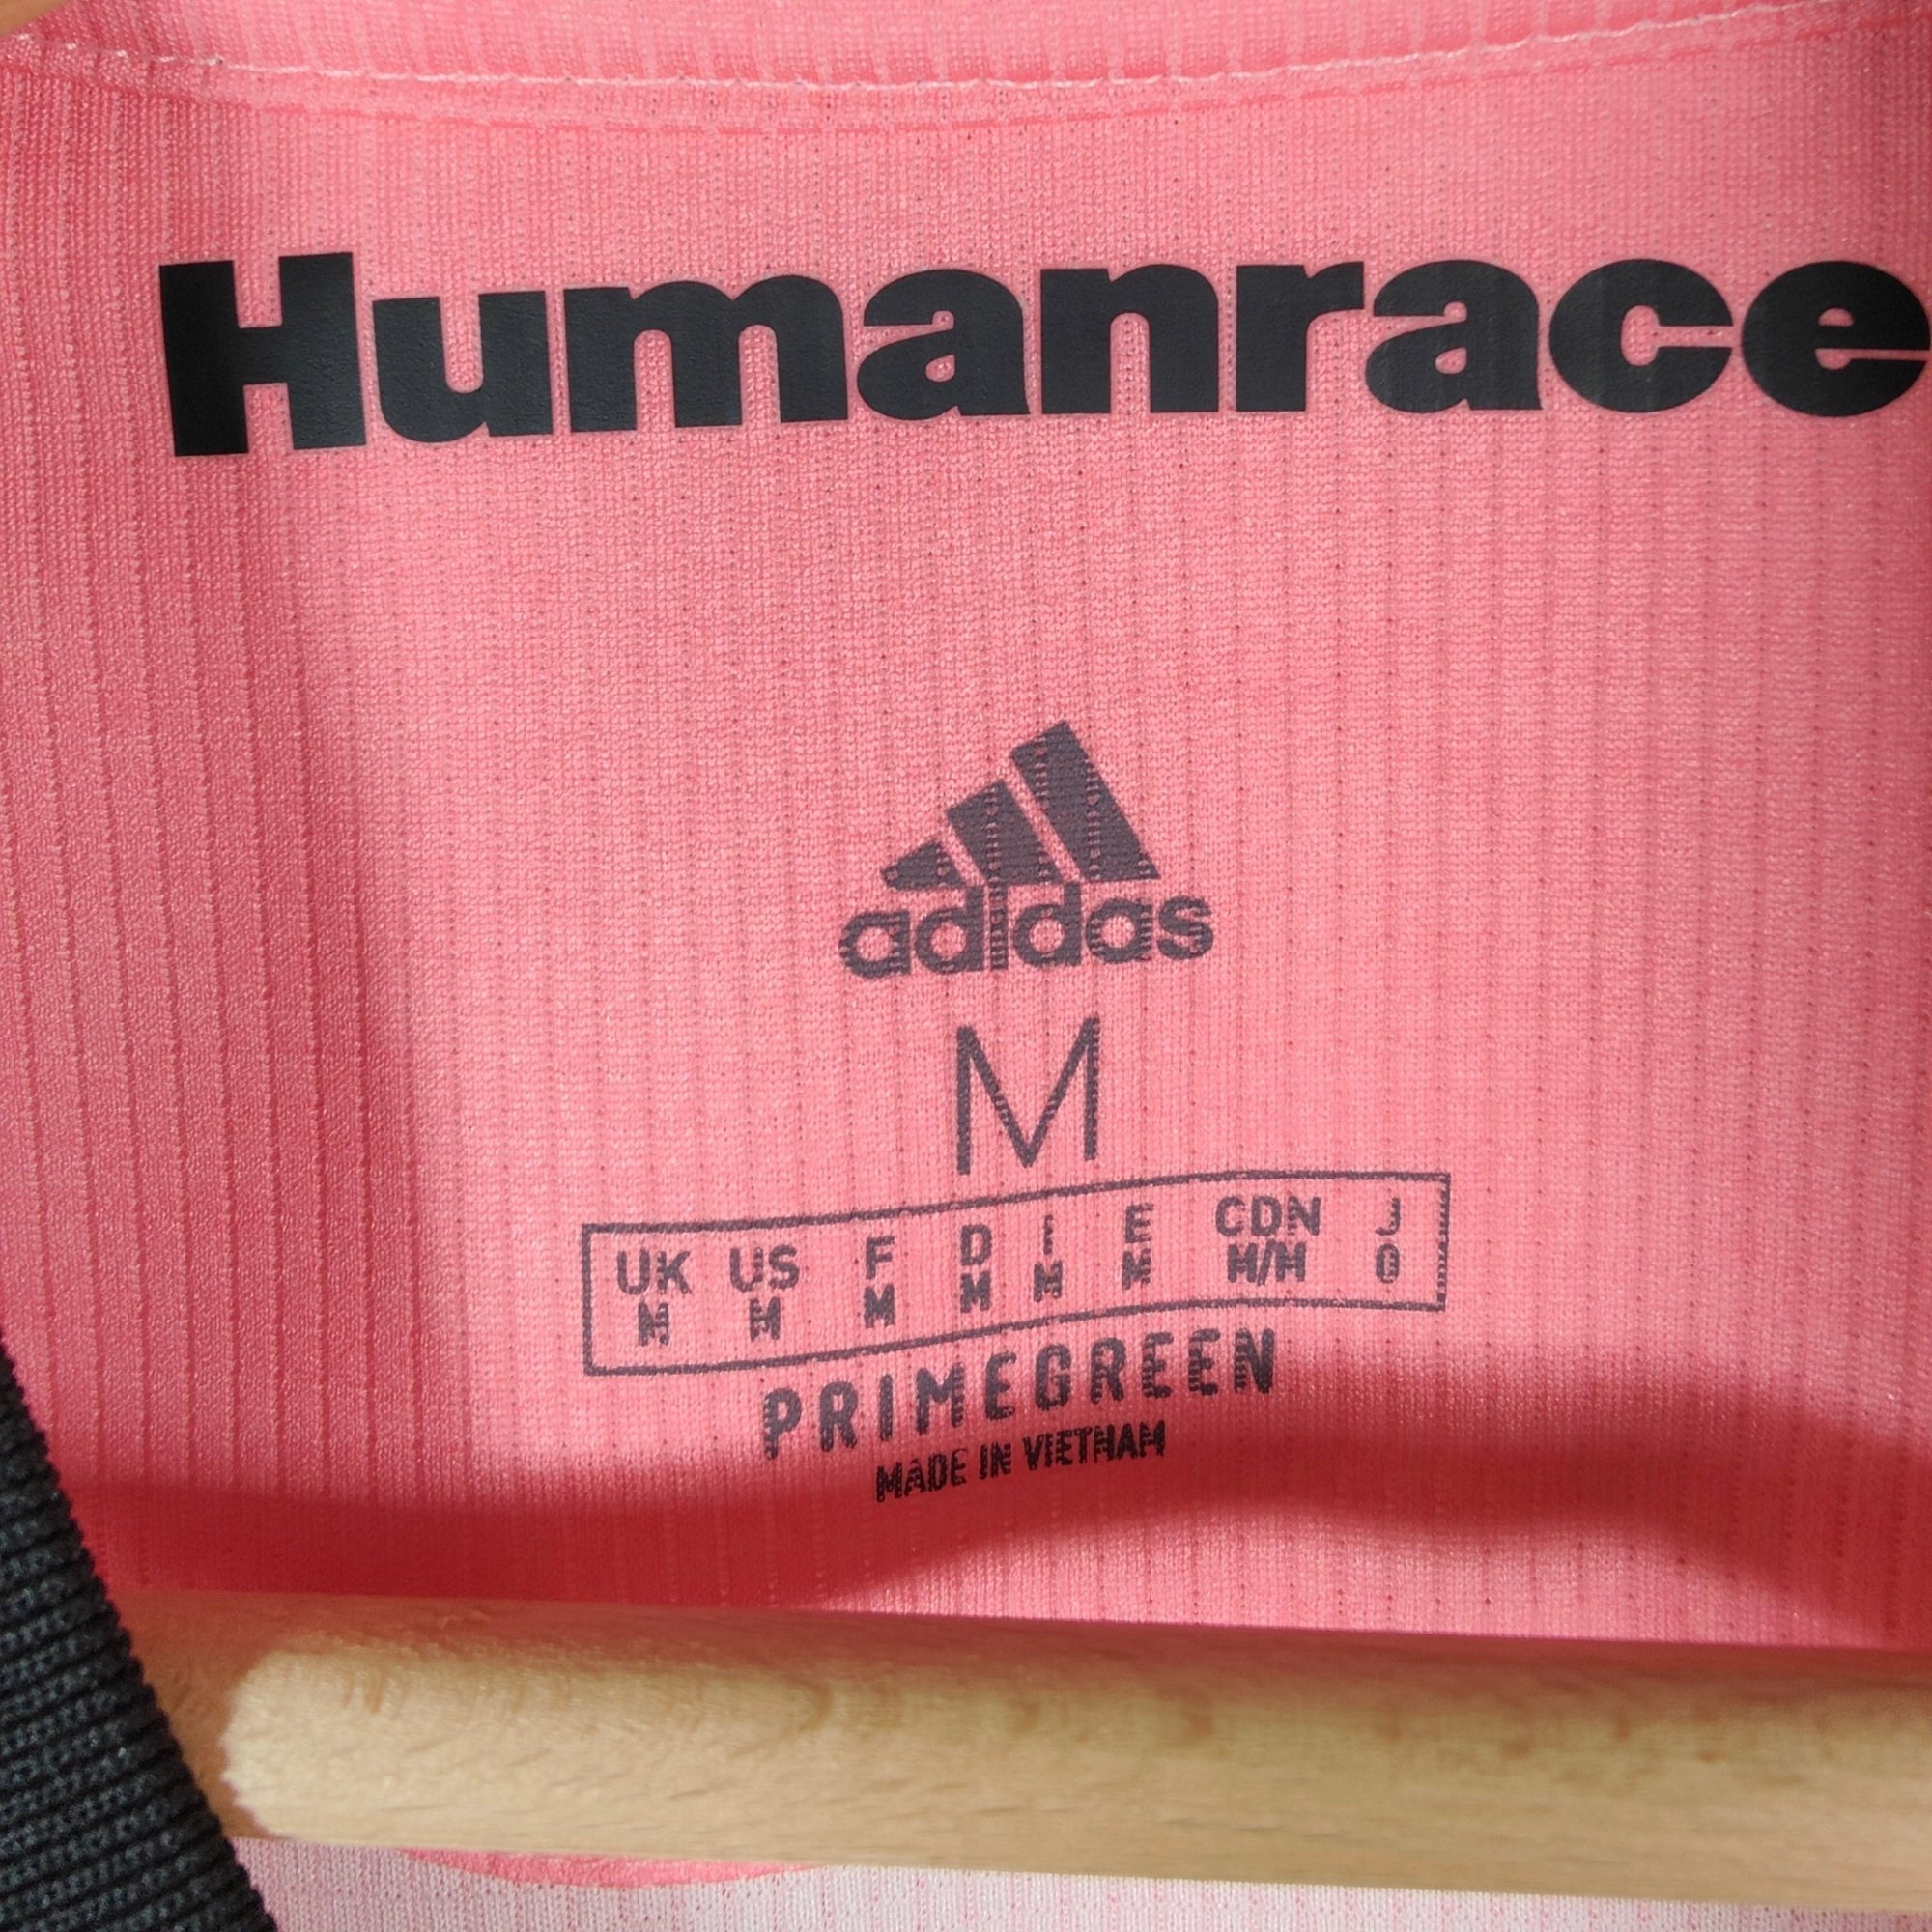 Humanrace
adidas
M
UK US F D I E CDN J
M M M M M M M/M
PRIMEGREEN
MADE IN VIETNAM